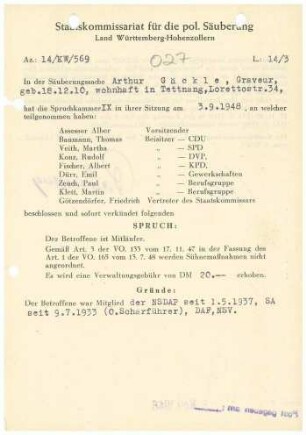 Staatskommissariat für die pol. Säuberung
Land Württemberg-Hohenzollern
Az.: 14/KW/569
027
L.: 14/3
In der Säuberungssache Arthur Göckle, Graveur,
geb.18.12.10, wohnhaft in Tettnang,Lorettostr.34,
hat die Spruchkammer IX in ihrer Sitzung am 3.9.1948, an welcher
teilgenommen haben:
Assessor Alber Vorsitzender
Baumann, Thomas Beisitzer — CDU
Veith, Martha „ — SPD
Konz, Rudolf „ — DVP,
Fischer, Albert „ — KPD,
Dürr, Emil „ — Gewerkschaften
Zench, Paul „ — Berufsgruppe
Klett, Martin „ — Berufsgruppe
Götzendörfer, Friedrich Vertreter des Staatskommissars
beschlossen und sofort verkündet folgenden
SPRUCH:
Der Betroffene ist Mitläufer.
Gemäß Art. 5 der VO. 133 vom 17. 11. 47 in der Fassung des
Art. 1 der VO. 165 vom 13. 7. 48 werden Sühnemaßnahmen nicht
angeordnet.
Es wird eine Verwaltungsgebühr von DM 20.— erhoben.
Gründe:
Der Betroffene war Mitglied der NSDAP seit 1.5.1937, SA
seit 9.7.1933 (O.Scharführer), DAF,NSV.